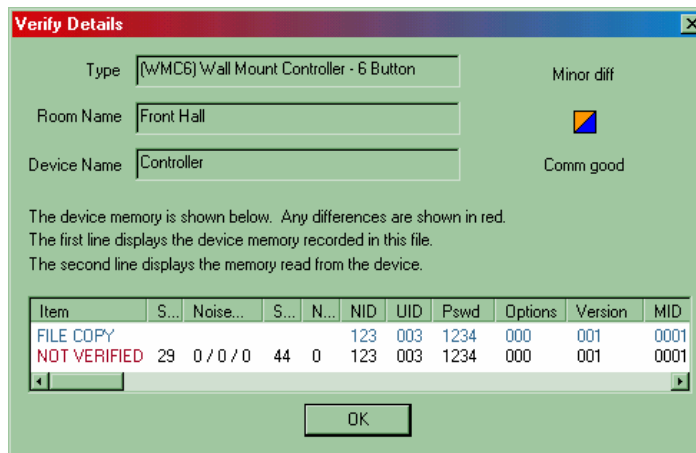 Verify Details
Type (WMC6) Wall Mount Controller - 6 Button Minor diff
Room Name Front Hall
Device Name Controller Comm good
The device memory is shown below. Any differences are shown in red.
The first line displays the device memory recorded in this file.
The second line displays the memory read from the device.
Item S... Noise... S... N... NID UID Pswd Options Version MID
FILE COPY 123 003 1234 000 001 0001
NOT VERIFIED 29 0 / 0 / 0 44 0 123 003 1234 000 001 0001
OK